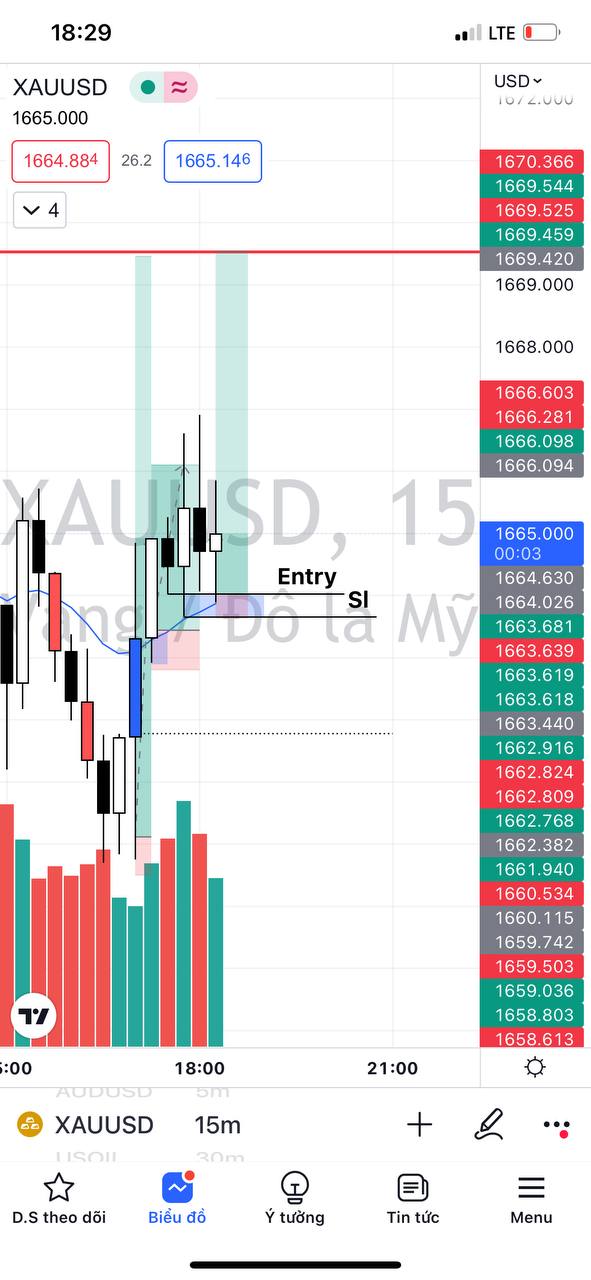 18:29
LTE
XAUUSD
USD
1672.000
1665.000
1664.884
26.2
1665.146
4
1670.366
1669.544
1669.525
1669.459
1669.420
1669.000
1668.000
1666.603
1666.281
1666.098
1666.094
XAUUSD, 15
1665.000
00:03
Entry
Sl
Vàng / Đô la Mỹ
1664.630
1664.026
1663.681
1663.639
1663.619
1663.618
1663.440
1662.916
1662.824
1662.809
1662.768
1662.382
1661.940
1660.534
1660.115
1659.742
1659.503
1659.036
1658.803
1658.613
5:00
18:00
21:00
AUDUSD 5m
XAUUSD 15m
USOIL 30m
D.S theo dõi
Biểu đồ
Ý tưởng
Tin tức
Menu